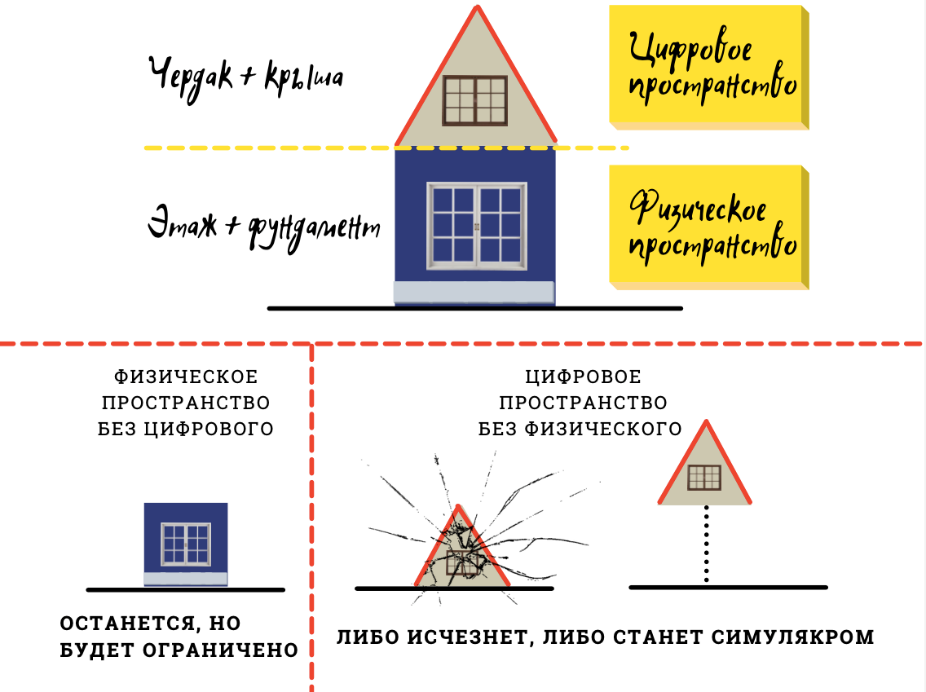 Чердак + крыша
Цифровое
пространство
Этаж + фундамент
Физическое
пространство
ФИЗИЧЕСКОЕ
ПРОСТРАНСТВО
БЕЗ ЦИФРОВОГО
ОСТАНЕТСЯ, НО
БУДЕТ ОГРАНИЧЕНО
ЦИФРОВОЕ
ПРОСТРАНСТВО
БЕЗ ФИЗИЧЕСКОГО
ЛИБО ИСЧЕЗНЕТ, ЛИБО СТАНЕТ СИМУЛЯКРОМ